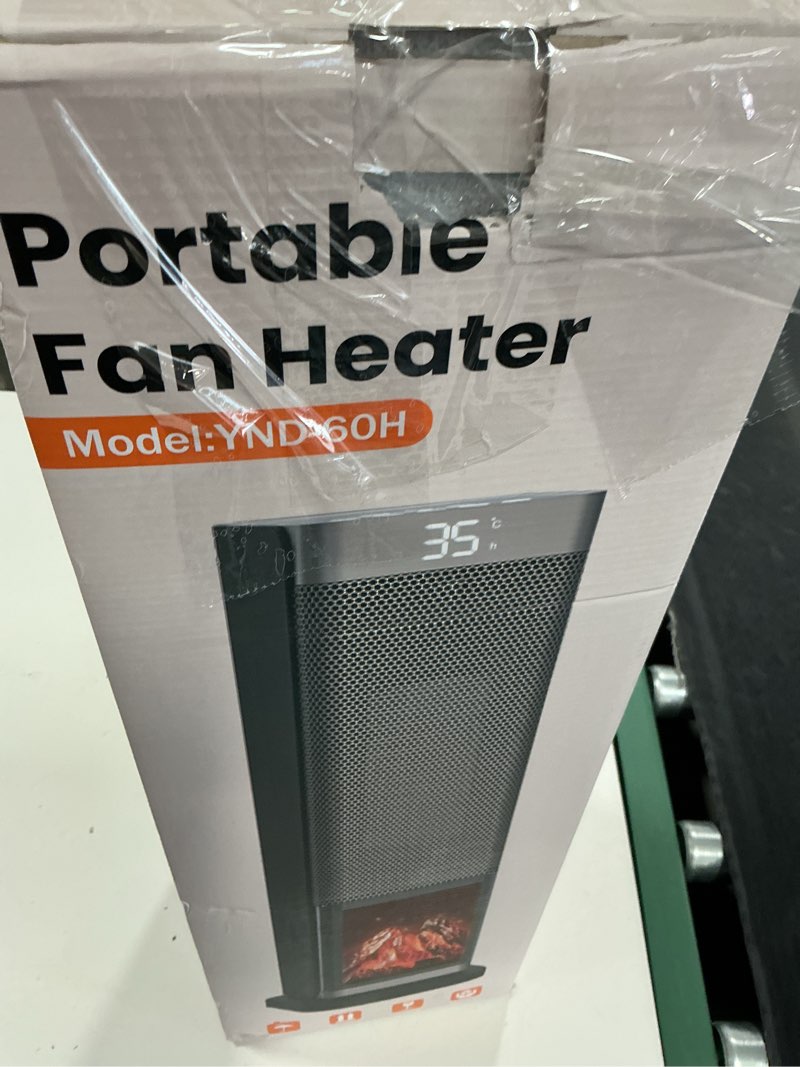 Portable
Fan Heater
Model:YND-60H
35 °C
h